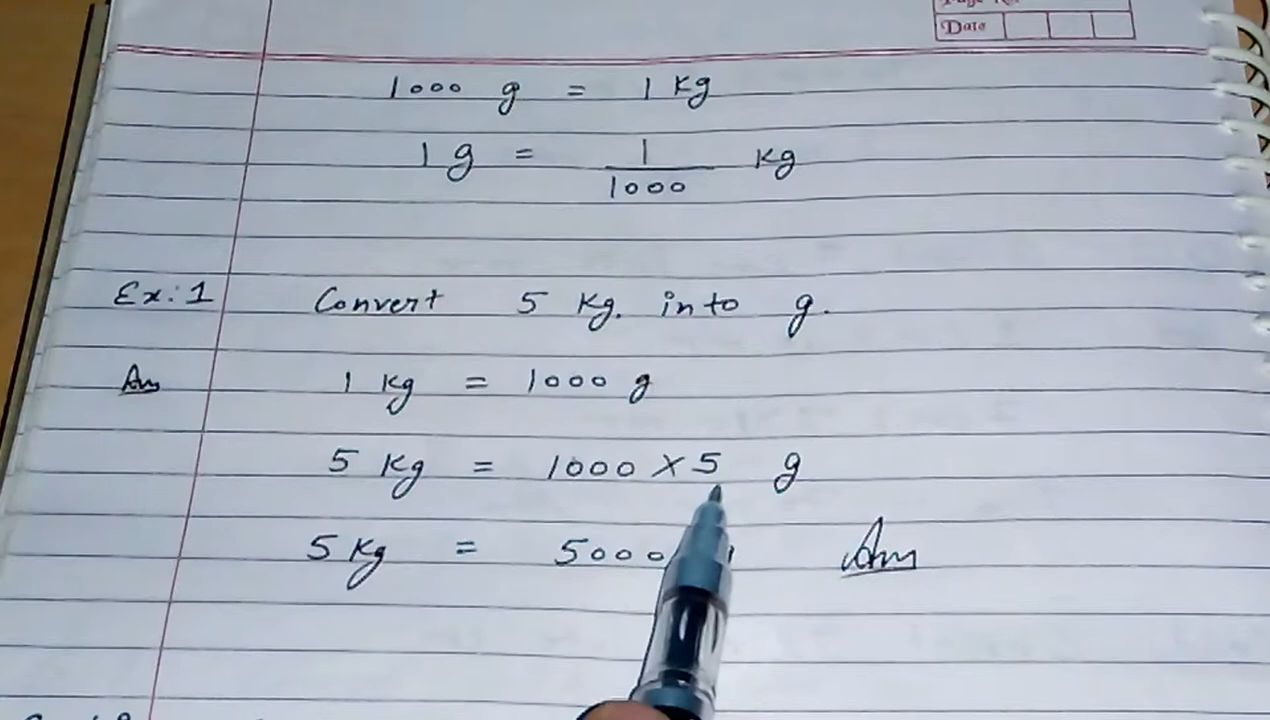 Date
1000 g = 1 Kg
1 g = 1/1000 Kg
Ex: 1 Convert 5 Kg. into g.
Ans 1 Kg = 1000 g
5 Kg = 1000 × 5 g
5 Kg = 5000 Ans